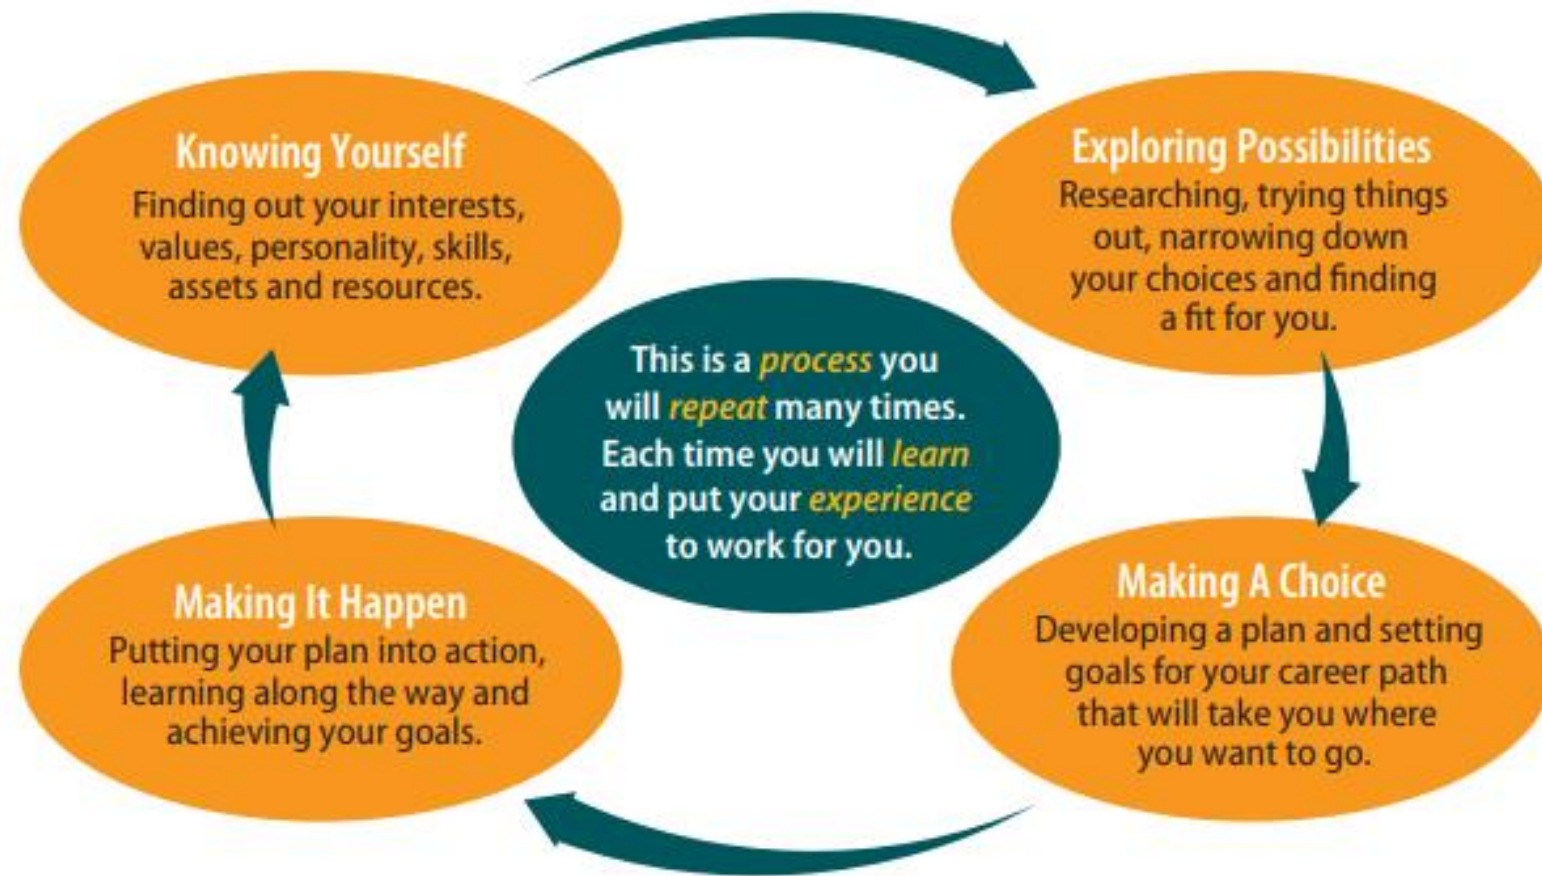 Knowing Yourself
Finding out your interests,
values, personality, skills,
assets and resources.
Exploring Possibilities
Researching, trying things
out, narrowing down
your choices and finding
a fit for you.
This is a process you
will repeat many times.
Each time you will learn
and put your experience
to work for you.
Making It Happen
Putting your plan into action,
learning along the way and
achieving your goals.
Making A Choice
Developing a plan and setting
goals for your career path
that will take you where
you want to go.